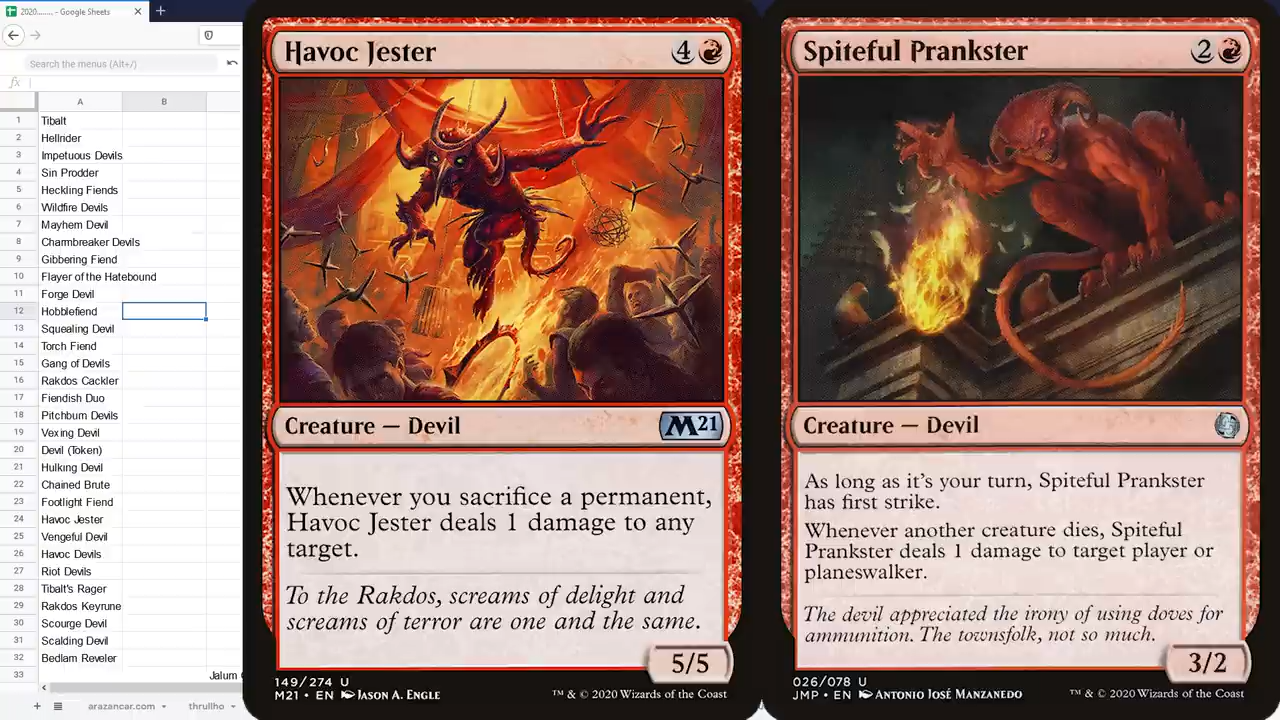 2020........ - Google Sheets
Search the menus (Alt+/)
fx
A B
1 Tibalt
2 Hellrider
3 Impetuous Devils
4 Sin Prodder
5 Heckling Fiends
6 Wildfire Devils
7 Mayhem Devil
8 Charmbreaker Devils
9 Gibbering Fiend
10 Flayer of the Hatebound
11 Forge Devil
12 Hobblefiend
13 Squealing Devil
14 Torch Fiend
15 Gang of Devils
16 Rakdos Cackler
17 Fiendish Duo
18 Pitchburn Devils
19 Vexing Devil
20 Devil (Token)
21 Hulking Devil
22 Chained Brute
23 Footlight Fiend
24 Havoc Jester
25 Vengeful Devil
26 Havoc Devils
27 Riot Devils
28 Tibalt's Rager
29 Rakdos Keyrune
30 Scourge Devil
31 Scalding Devil
32 Bedlam Reveler
33 Jalum
arazancar.com thrullho
Havoc Jester 4
Creature — Devil M21
Whenever you sacrifice a permanent,
Havoc Jester deals 1 damage to any
target.
To the Rakdos, screams of delight and
screams of terror are one and the same.
5/5
149/274 U
M21 • EN Jason A. Engle
™ & © 2020 Wizards of the Coast
Spiteful Prankster 2
Creature — Devil
As long as it's your turn, Spiteful Prankster
has first strike.
Whenever another creature dies, Spiteful
Prankster deals 1 damage to target player or
planeswalker.
The devil appreciated the irony of using doves for
ammunition. The townsfolk, not so much.
3/2
026/078 U
JMP • EN Antonio José Manzanedo
™ & © 2020 Wizards of the Coast